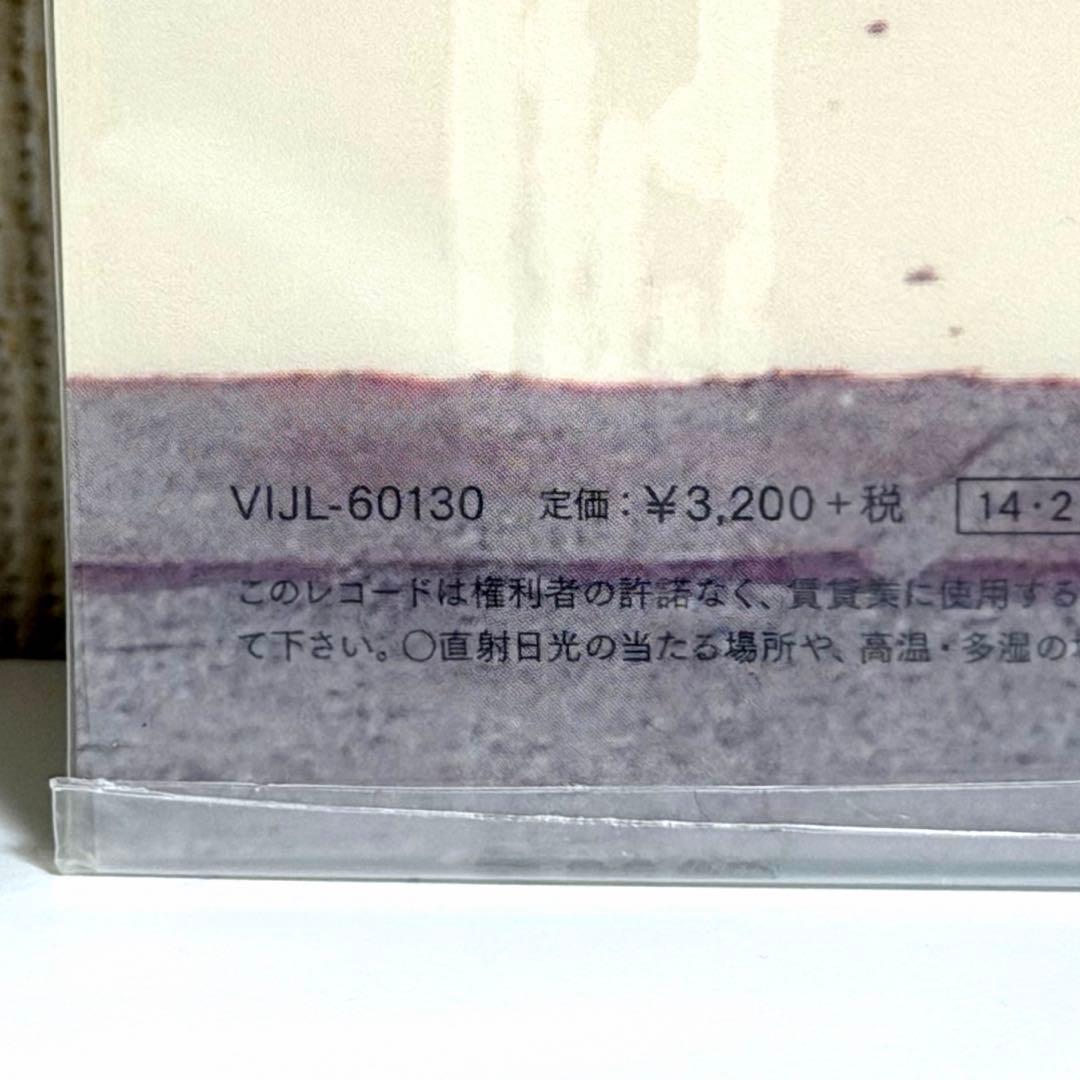 VIJL-60130 定価：¥3,200＋税 14・2
このレコードは権利者の許諾なく、賃貸業に使用する
て下さい。○直射日光の当たる場所や、高温・多湿の